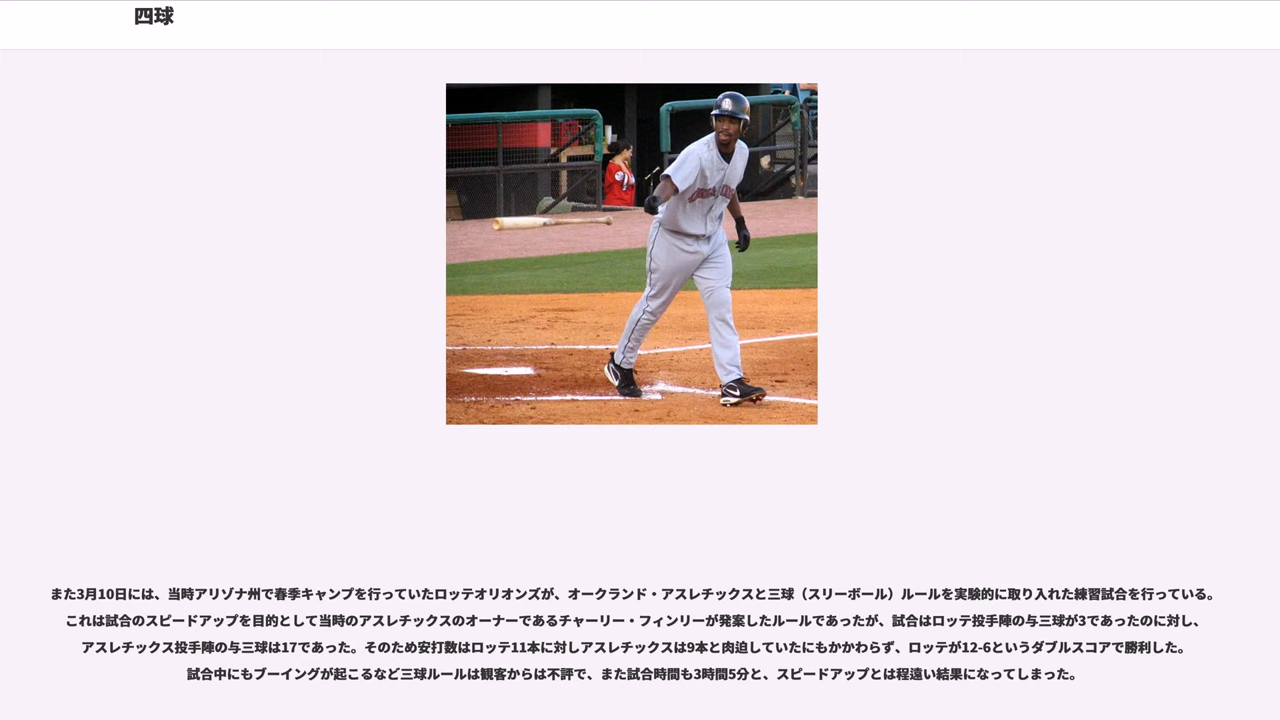 四球
また3月10日には、当時アリゾナ州で春季キャンプを行っていたロッテオリオンズが、オークランド・アスレチックスと三球（スリーボール）ルールを実験的に取り入れた練習試合を行っている。
これは試合のスピードアップを目的として当時のアスレチックスのオーナーであるチャーリー・フィンリーが発案したルールであったが、試合はロッテ投手陣の与三球が3であったのに対し、
アスレチックス投手陣の与三球は17であった。そのため安打数はロッテ11本に対しアスレチックスは9本と肉迫していたにもかかわらず、ロッテが12-6というダブルスコアで勝利した。
試合中にもブーイングが起こるなど三球ルールは観客からは不評で、また試合時間も3時間5分と、スピードアップとは程遠い結果になってしまった。